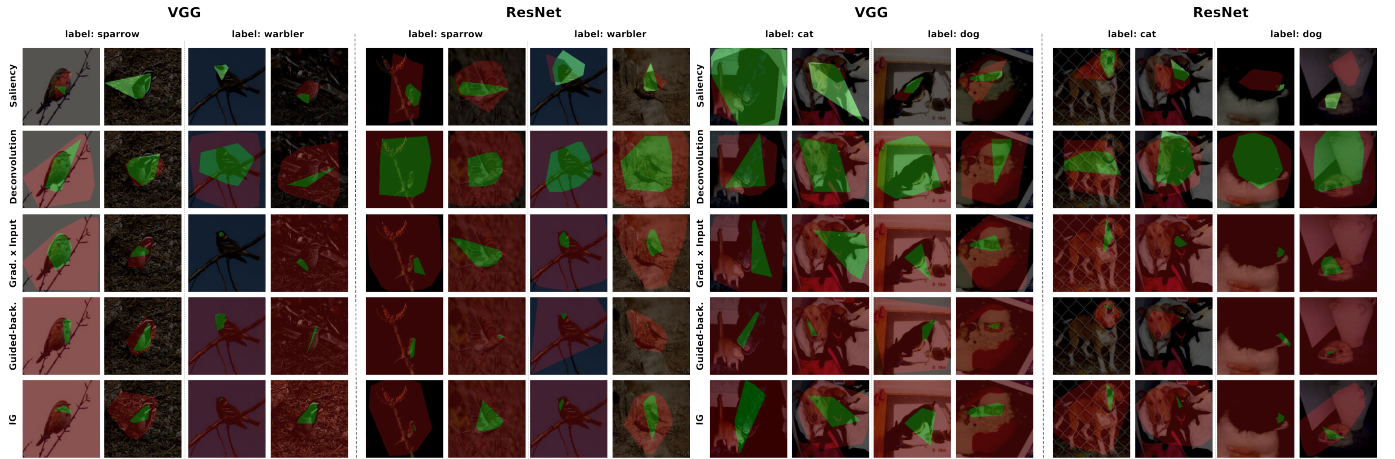 VGG ResNet VGG ResNet
label: sparrow label: warbler label: sparrow label: warbler label: cat label: dog label: cat label: dog
Saliency Saliency
Deconvolution Deconvolution
Grad. x Input Grad. x Input
Guided-back. Guided-back.
IG IG